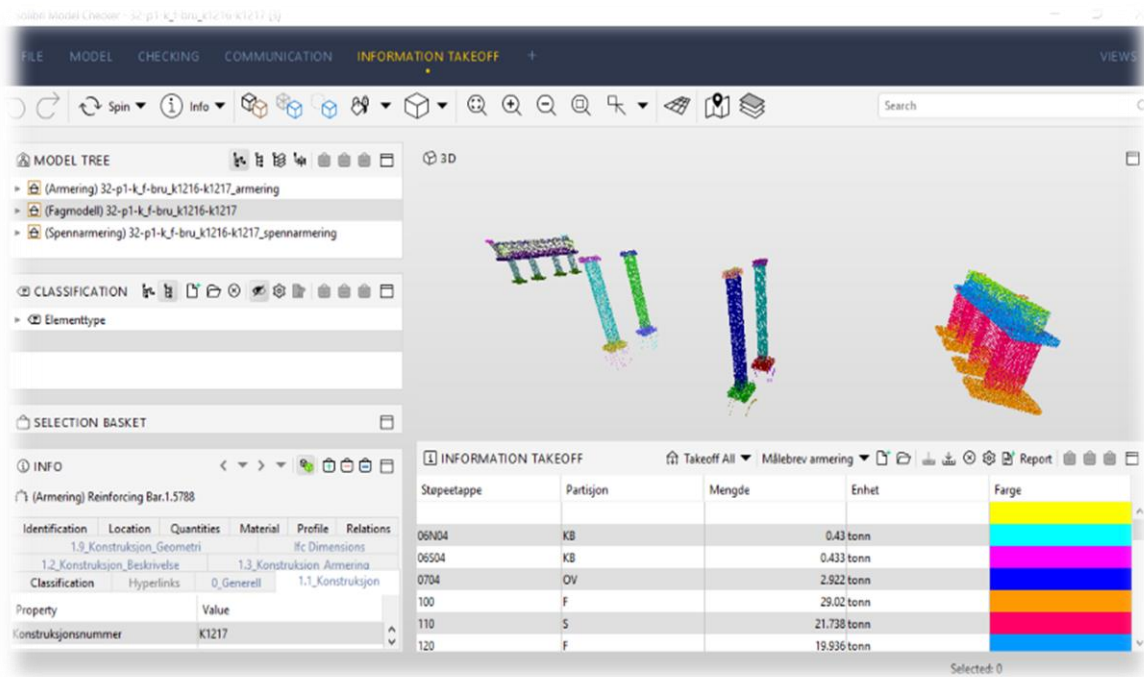 Solibri Model Checker - 32-p1-k_f-bru_k1216-k1217 (3)
FILE MODEL CHECKING COMMUNICATION INFORMATION TAKEOFF + VIEWS
Spin Info Search
MODEL TREE
(Armering) 32-p1-k_f-bru_k1216-k1217_armering
(Fagmodell) 32-p1-k_f-bru_k1216-k1217
(Spennarmering) 32-p1-k_f-bru_k1216-k1217_spennarmering
CLASSIFICATION
Elementtype
SELECTION BASKET
INFO
(Armering) Reinforcing Bar.1.5788
Identification Location Quantities Material Profile Relations
1.9_Konstruksjon_Geometri Ifc Dimensions
1.2_Konstruksjon_Beskrivelse 1.3_Konstruksjon_Armering
Classification Hyperlinks 0_Generell 1.1_Konstruksjon
Property Value
Konstruksjonsnummer K1217
3D
INFORMATION TAKEOFF Takeoff All Målebrev armering Report
Støpeetappe Partisjon Mengde Enhet Farge
06N04 KB 0.43 tonn
06S04 KB 0.433 tonn
0704 OV 2.922 tonn
100 F 29.02 tonn
110 S 21.738 tonn
120 F 19.936 tonn
Selected: 0